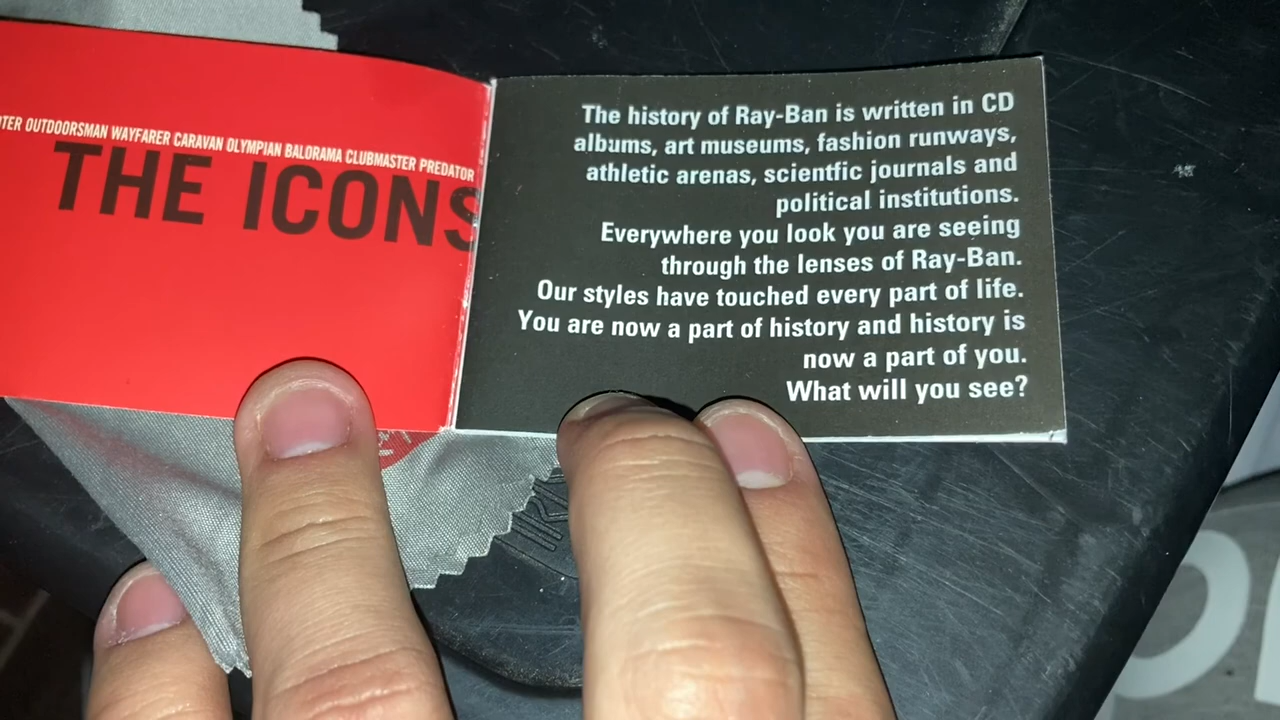 OUTDOORSMAN WAYFARER CARAVAN OLYMPIAN BALORAMA CLUBMASTER PREDATOR
THE ICONS
The history of Ray-Ban is written in CD
albums, art museums, fashion runways,
athletic arenas, scientfic journals and
political institutions.
Everywhere you look you are seeing
through the lenses of Ray-Ban.
Our styles have touched every part of life.
You are now a part of history and history is
now a part of you.
What will you see?